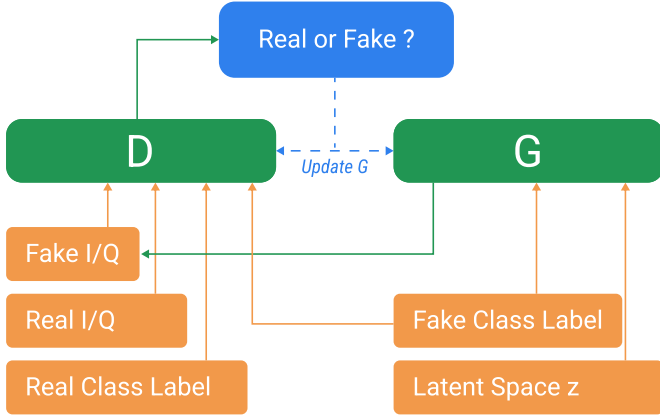 Real or Fake ?
D
G
Update G
Fake I/Q
Real I/Q
Fake Class Label
Real Class Label
Latent Space z